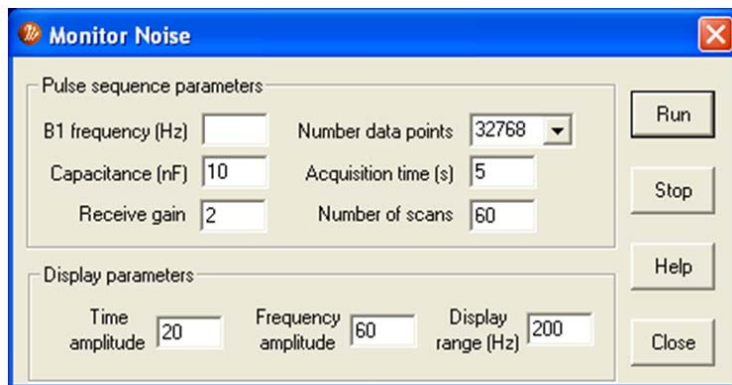 Monitor Noise
Pulse sequence parameters
B1 frequency (Hz)
Number data points 32768
Capacitance (nF) 10
Acquisition time (s) 5
Receive gain 2
Number of scans 60
Run
Stop
Help
Close
Display parameters
Time amplitude 20
Frequency amplitude 60
Display range (Hz) 200